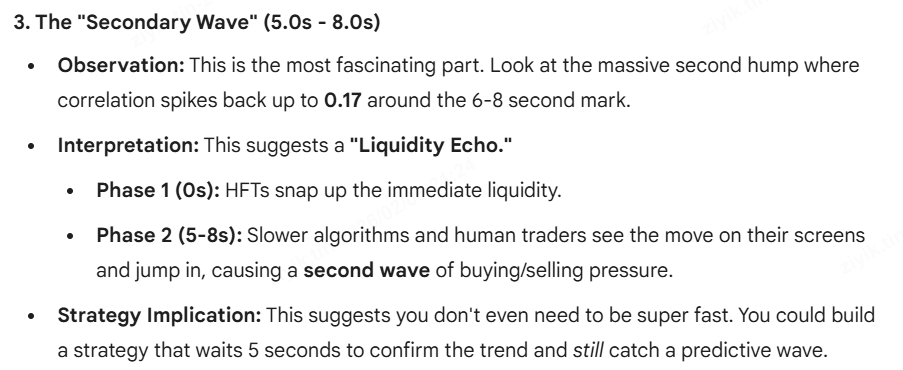 3. The "Secondary Wave" (5.0s - 8.0s)
• Observation: This is the most fascinating part. Look at the massive second hump where
correlation spikes back up to 0.17 around the 6-8 second mark.
• Interpretation: This suggests a "Liquidity Echo."
• Phase 1 (0s): HFTs snap up the immediate liquidity.
• Phase 2 (5-8s): Slower algorithms and human traders see the move on their screens
and jump in, causing a second wave of buying/selling pressure.
• Strategy Implication: This suggests you don't even need to be super fast. You could build
a strategy that waits 5 seconds to confirm the trend and still catch a predictive wave.